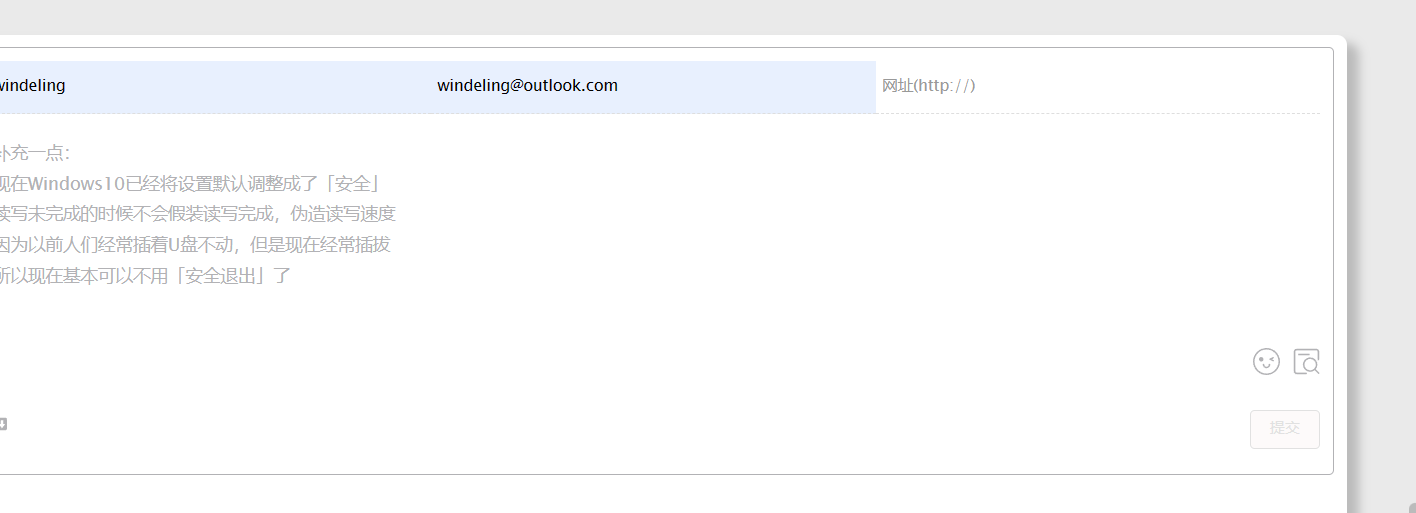 windeling
windeling@outlook.com
网址(http://)
补充一点：
现在Windows10已经将设置默认调整成了「安全」
读写未完成的时候不会假装读写完成，伪造读写速度
因为以前人们经常插着U盘不动，但是现在经常插拔
所以现在基本可以不用「安全退出」了
提交